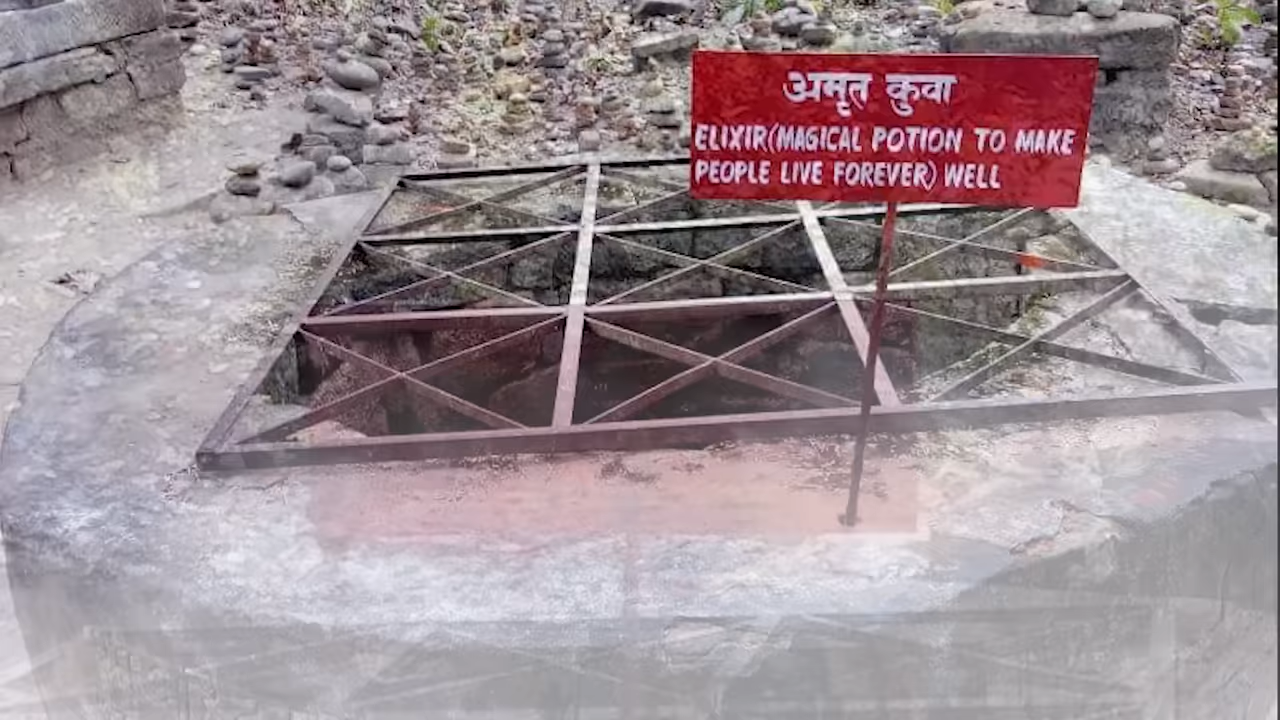 अमृत कुवा
ELIXIR(MAGICAL POTION TO MAKE
PEOPLE LIVE FOREVER) WELL